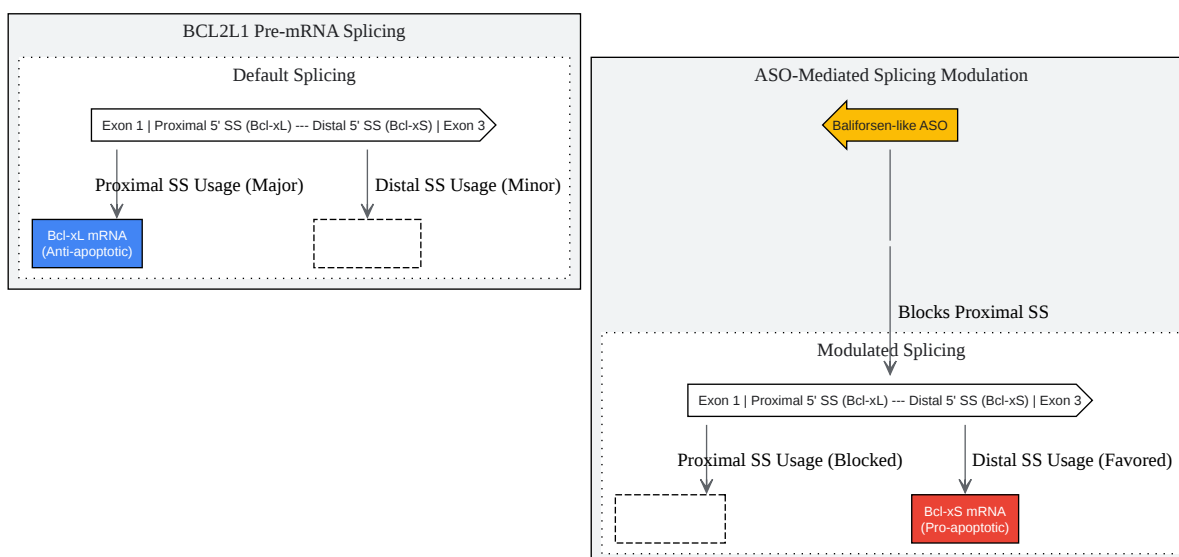 BCL2L1 Pre-mRNA Splicing
Default Splicing
Exon 1 | Proximal 5' SS (Bcl-xL) --- Distal 5' SS (Bcl-xS) | Exon 3
Proximal SS Usage (Major)
Distal SS Usage (Minor)
Bcl-xL mRNA
(Anti-apoptotic)
ASO-Mediated Splicing Modulation
Baliforsen-like ASO
Blocks Proximal SS
Modulated Splicing
Exon 1 | Proximal 5' SS (Bcl-xL) --- Distal 5' SS (Bcl-xS) | Exon 3
Proximal SS Usage (Blocked)
Distal SS Usage (Favored)
Bcl-xS mRNA
(Pro-apoptotic)